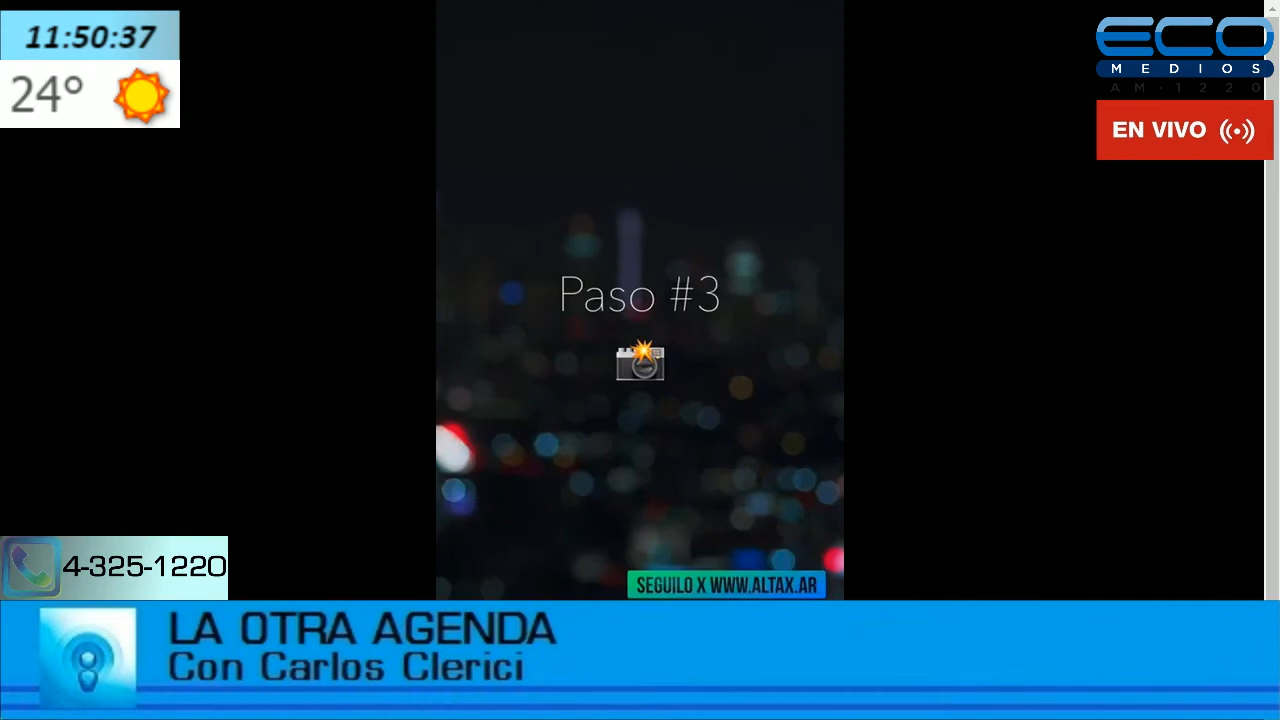 11:50:37
24°
ECO
MEDIOS
AM·1220
EN VIVO
Paso #3
4-325-1220
SEGUILO X WWW.ALTAX.AR
LA OTRA AGENDA
Con Carlos Clerici